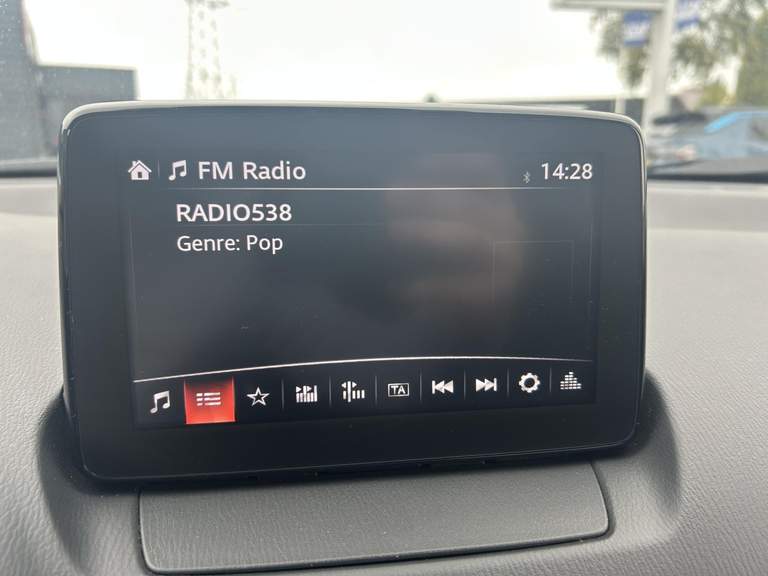 FM Radio
14:28
RADIO538
Genre: Pop
TA